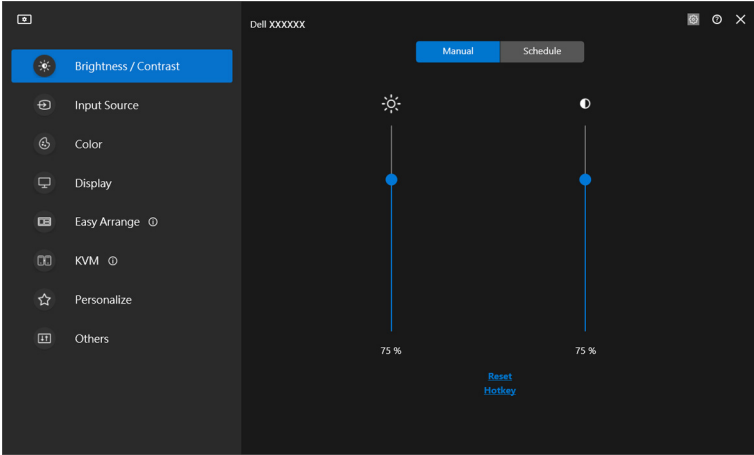 Dell XXXXXX
Manual
Schedule
Brightness / Contrast
Input Source
Color
Display
Easy Arrange
KVM
Personalize
Others
75 %
75 %
Reset
Hotkey